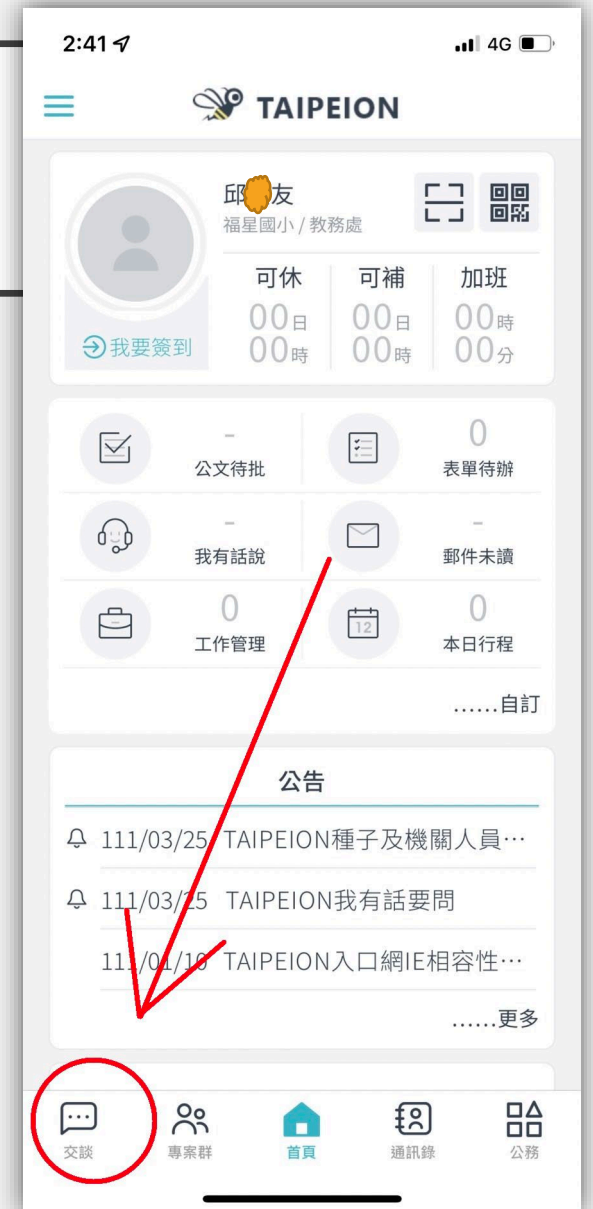 2:41 4G
TAIPEION
邱 友
福星國小 / 教務處
可休 可補 加班
00日 00日 00時
00時 00時 00分
我要簽到
- 0
公文待批 表單待辦
- -
我有話說 郵件未讀
0 12 0
工作管理 本日行程
......自訂
公告
111/03/25 TAIPEION種子及機關人員…
111/03/25 TAIPEION我有話要問
111/01/10 TAIPEION入口網IE相容性…
......更多
交談 專案群 首頁 通訊錄 公務